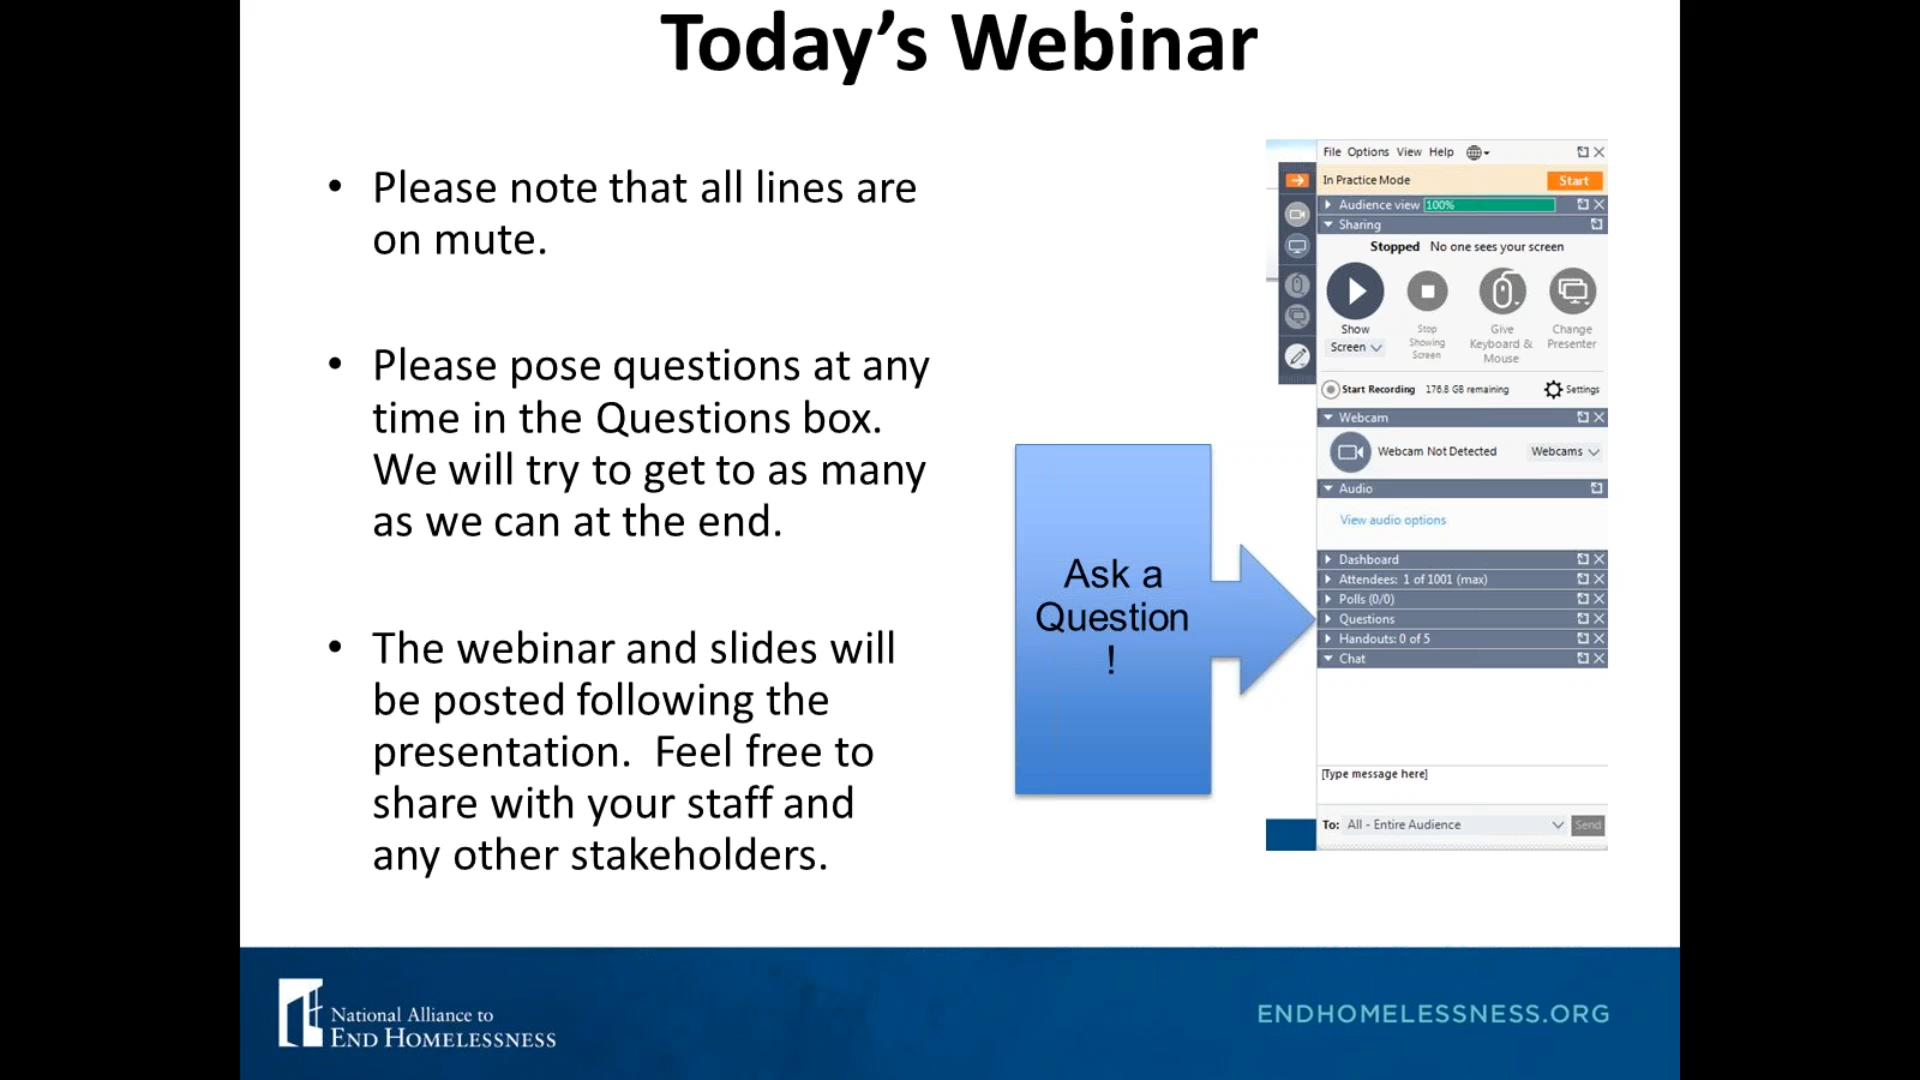 Today’s Webinar
• Please note that all lines are
on mute.
• Please pose questions at any
time in the Questions box.
We will try to get to as many
as we can at the end.
• The webinar and slides will
be posted following the
presentation.  Feel free to
share with your staff and
any other stakeholders.
Ask a
Question
!
File Options View Help
In Practice Mode Start
Audience view 100%
Sharing
Stopped No one sees your screen
Show
Screen
Stop
Showing
Screen
Give
Keyboard &
Mouse
Change
Presenter
Start Recording 176.8 GB remaining Settings
Webcam
Webcam Not Detected Webcams
Audio
View audio options
Dashboard
Attendees: 1 of 1001 (max)
Polls (0/0)
Questions
Handouts: 0 of 5
Chat
[Type message here]
To: All - Entire Audience Send
National Alliance to
END HOMELESSNESS
ENDHOMELESSNESS.ORG